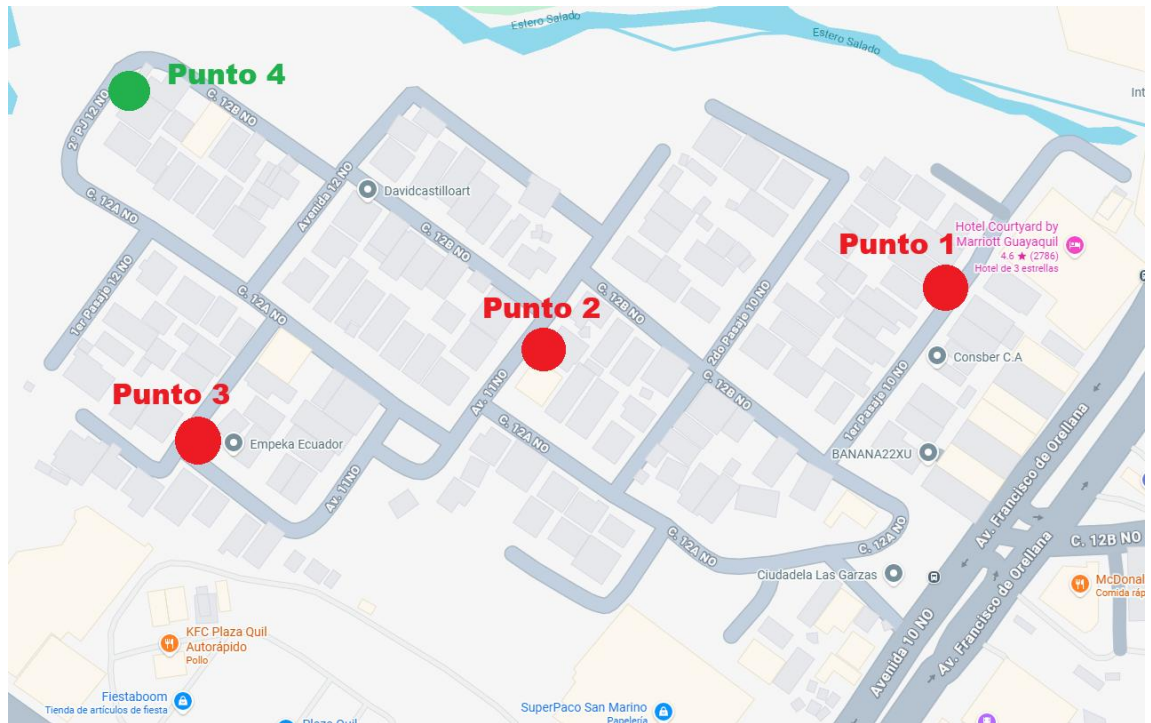 Estero Salado
Estero Salado
Punto 4
C. 12B NO
2° PJ 12 NO
Int
Avenida 12 NO
Davidcastilloart
C. 12A NO
C. 12B NO
Hotel Courtyard by
Marriott Guayaquil
4.6 ★ (2786)
Hotel de 3 estrellas
Punto 1
1er Pasaje 12 NO
C. 12A NO
Punto 2
C. 12B NO
2do Pasaje 10 NO
Consber C.A
Punto 3
Av. 11NO
C. 12B NO
1er Pasaje 10 NO
Empeka Ecuador
C. 12A NO
BANANA22XU
Av. Francisco de Orellana
Av. 11NO
C. 12A NO
C. 12A NO
C. 12B NO
Ciudadela Las Garzas
McDonal
Comida ráp
Av. Francisco de Orellana
Avenida 10 NO
KFC Plaza Quil
Autorápido
Pollo
Fiestaboom
Tienda de artículos de fiesta
SuperPaco San Marino
Papelería
Plaza Quil